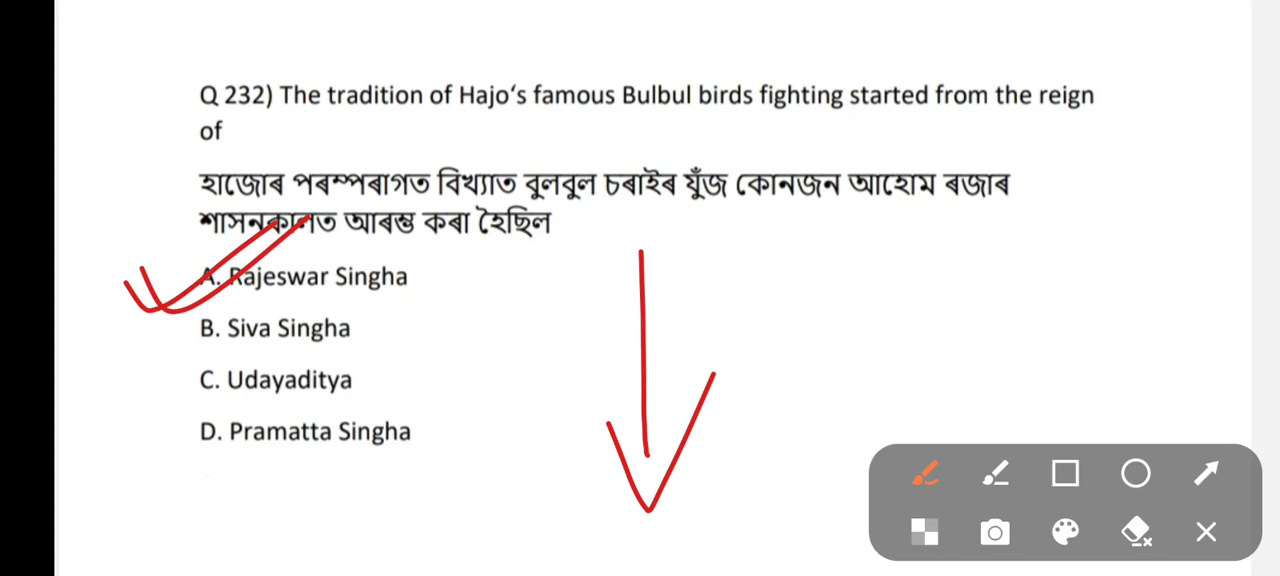 Q 232) The tradition of Hajo‘s famous Bulbul birds fighting started from the reign
of
হাজোৰ পৰম্পৰাগত বিখ্যাত বুলবুল চৰাইৰ যুঁজ কোনজন আহোম ৰজাৰ
শাসনকালত আৰম্ভ কৰা হৈছিল
A. Rajeswar Singha
B. Siva Singha
C. Udayaditya
D. Pramatta Singha